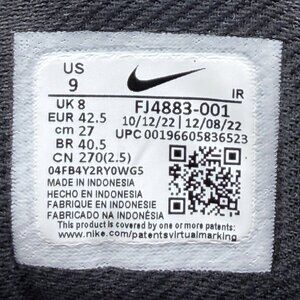 US
9
IR
UK 8
FJ4883-001
EUR 42.5
10/12/22 | 12/08/22
cm 27
UPC 00196605836523
BR 40.5
CN 270(2.5)
04FB4Y2RY0WG5
MADE IN INDONESIA
HECHO EN INDONESIA
FABRIQUE EN INDONESIE
FABRICADO NA INDONÉSIA
This product is covered by one or more patents
www.nike.com/patentsvirtualmarking